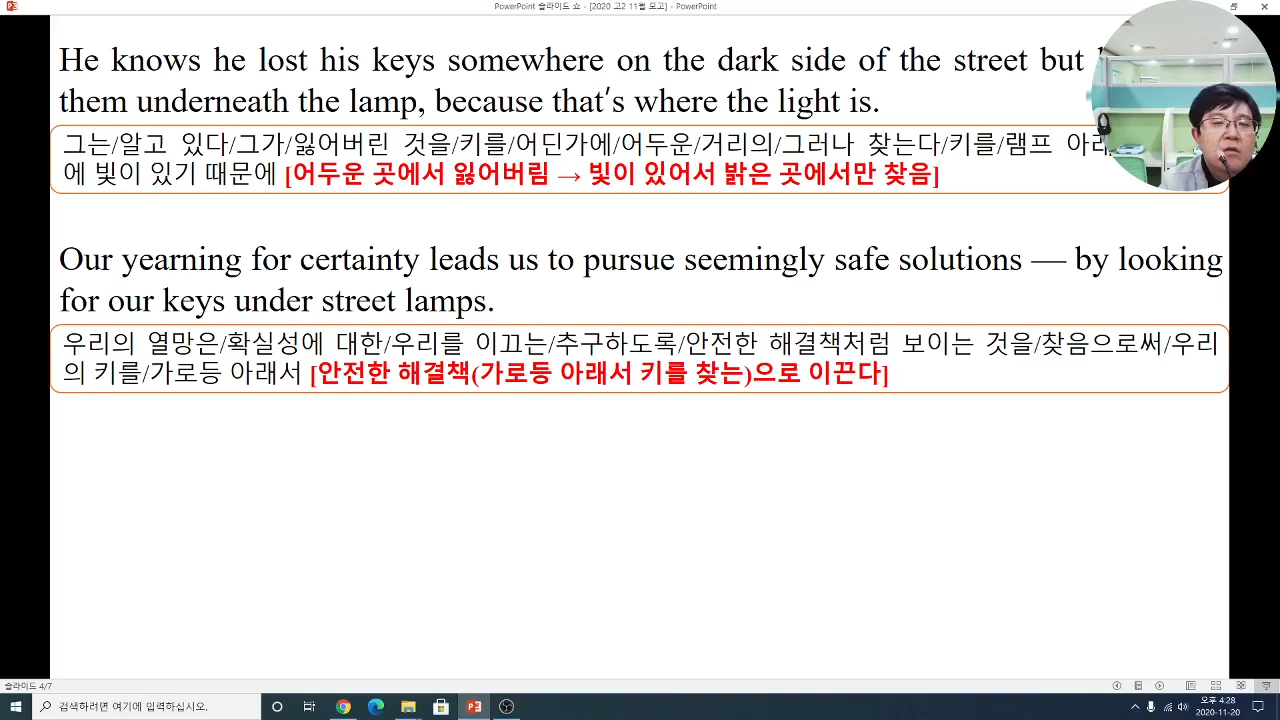 PowerPoint 슬라이드 쇼 - [2020 고2 11월 모고] - PowerPoint
He knows he lost his keys somewhere on the dark side of the street but
them underneath the lamp, because that's where the light is.
그는/알고 있다/그가/잃어버린 것을/키를/어딘가에/어두운/거리의/그러나 찾는다/키를/램프
에 빛이 있기 때문에 [어두운 곳에서 잃어버림 → 빛이 있어서 밝은 곳에서만 찾음]
Our yearning for certainty leads us to pursue seemingly safe solutions — by looking
for our keys under street lamps.
우리의 열망은/확실성에 대한/우리를 이끄는/추구하도록/안전한 해결책처럼 보이는 것을/찾음으로써/우리
의 키를/가로등 아래서 [안전한 해결책(가로등 아래서 키를 찾는)으로 이끈다]
슬라이드 4/7
검색하려면 여기에 입력하십시오.
오후 4:28
2020-11-20